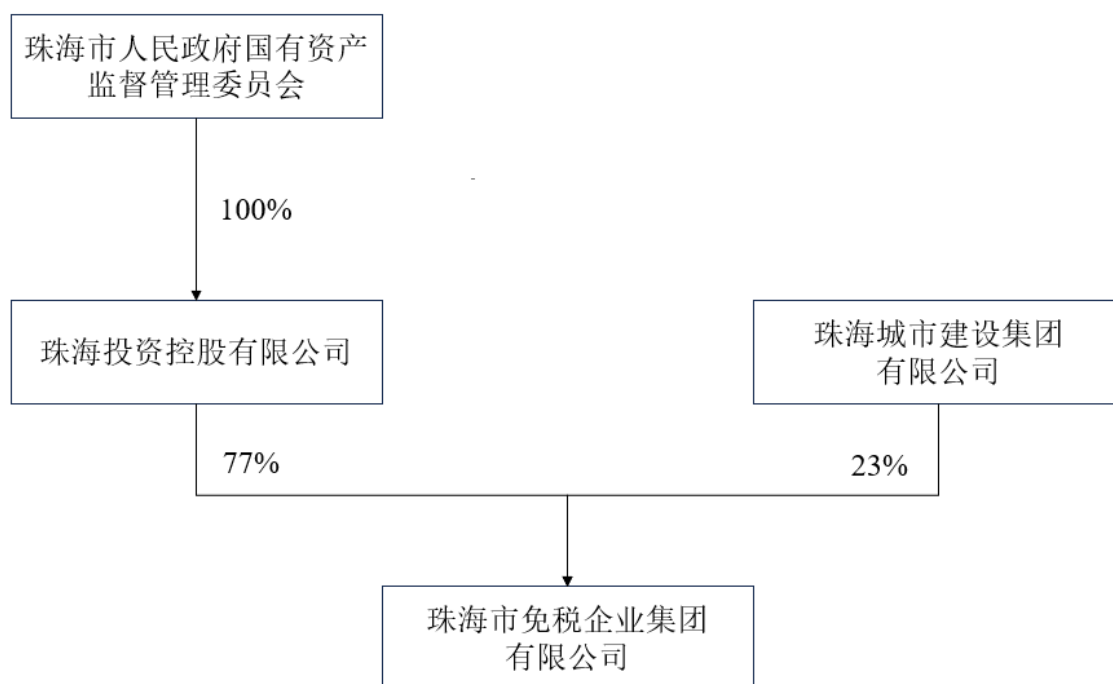 珠海市人民政府国有资产
监督管理委员会
100%
珠海投资控股有限公司
珠海城市建设集团
有限公司
77%
23%
珠海市免税企业集团
有限公司